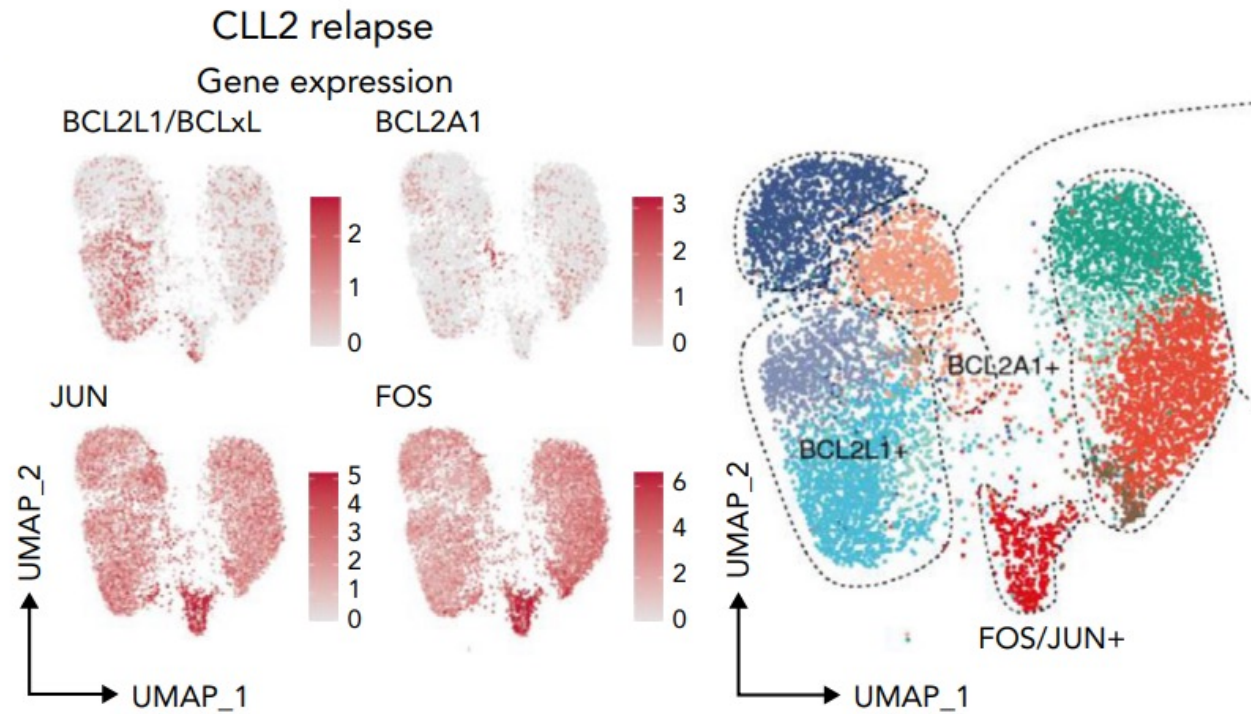 CLL2 relapse
Gene expression
BCL2L1/BCLxL
BCL2A1
2
1
0
3
2
1
0
JUN
FOS
5
4
3
2
1
0
6
4
2
0
UMAP_2
UMAP_1
BCL2A1+
BCL2L1+
FOS/JUN+
UMAP_2
UMAP_1